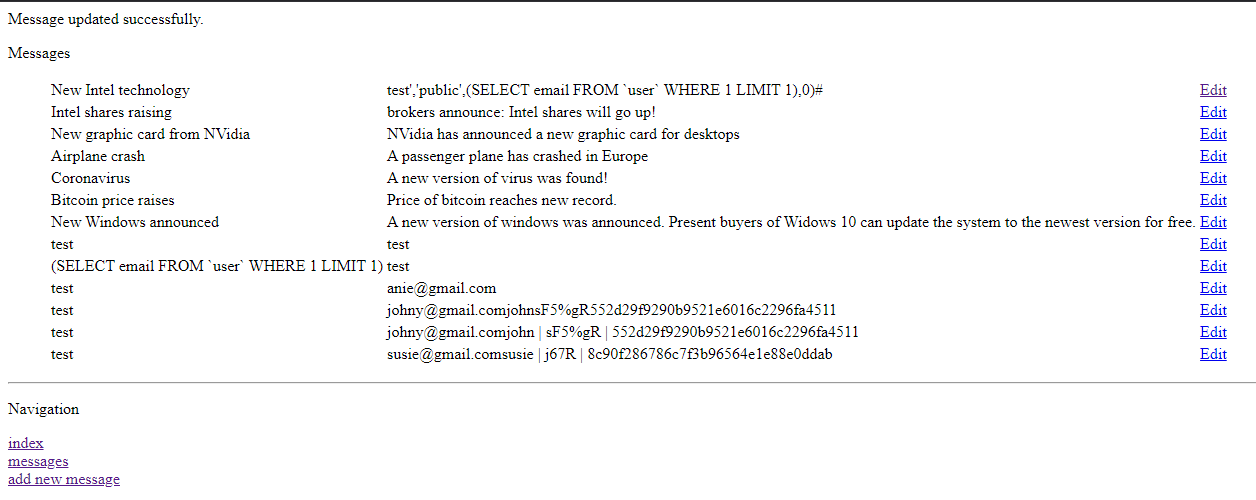 Message updated successfully.
Messages
New Intel technology test','public',(SELECT email FROM `user` WHERE 1 LIMIT 1),0)# Edit
Intel shares raising brokers announce: Intel shares will go up! Edit
New graphic card from NVidia NVidia has announced a new graphic card for desktops Edit
Airplane crash A passenger plane has crashed in Europe Edit
Coronavirus A new version of virus was found! Edit
Bitcoin price raises Price of bitcoin reaches new record. Edit
New Windows announced A new version of windows was announced. Present buyers of Widows 10 can update the system to the newest version for free. Edit
test test Edit
(SELECT email FROM `user` WHERE 1 LIMIT 1) test Edit
test anie@gmail.com Edit
test johny@gmail.comjohnsF5%gR552d29f9290b9521e6016c2296fa4511 Edit
test johny@gmail.comjohn | sF5%gR | 552d29f9290b9521e6016c2296fa4511 Edit
test susie@gmail.comsusie | j67R | 8c90f286786c7f3b96564e1e88e0ddab Edit
Navigation
index
messages
add new message